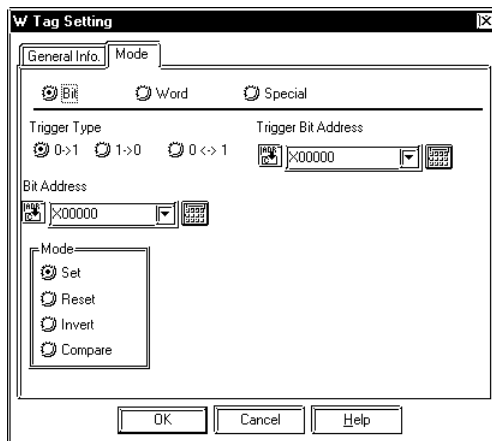 W Tag Setting
General Info. Mode
Bit Word Special
Trigger Type Trigger Bit Address
0->1 1->0 0 <-> 1 X00000
Bit Address
X00000
Mode
Set
Reset
Invert
Compare
OK Cancel Help